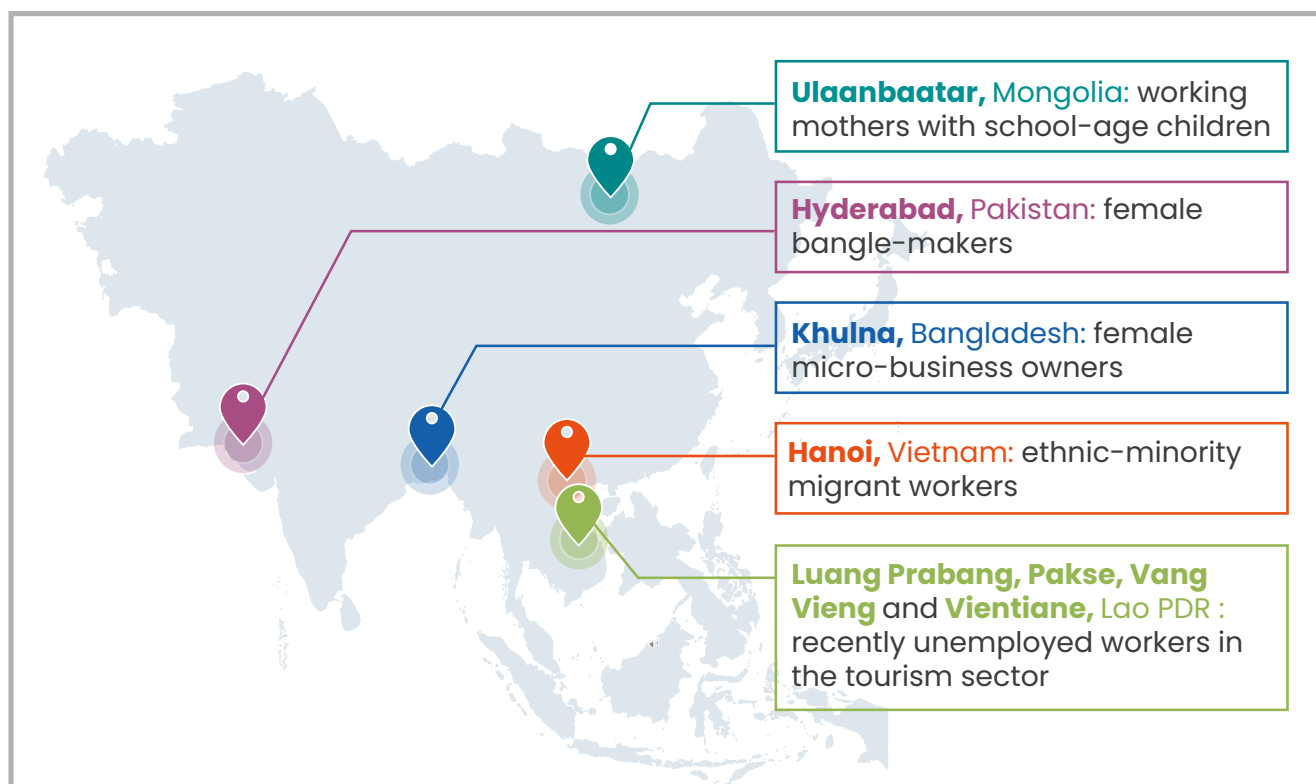 Ulaanbaatar, Mongolia: working
mothers with school-age children
Hyderabad, Pakistan: female
bangle-makers
Khulna, Bangladesh: female
micro-business owners
Hanoi, Vietnam: ethnic-minority
migrant workers
Luang Prabang, Pakse, Vang
Vieng and Vientiane, Lao PDR :
recently unemployed workers in
the tourism sector